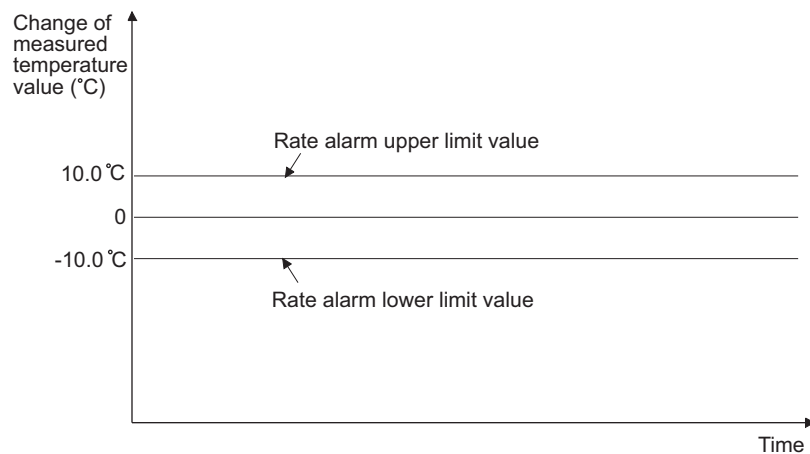 Change of
measured
temperature
value (°C)
Rate alarm upper limit value
10.0 °C
0
-10.0 °C
Rate alarm lower limit value
Time